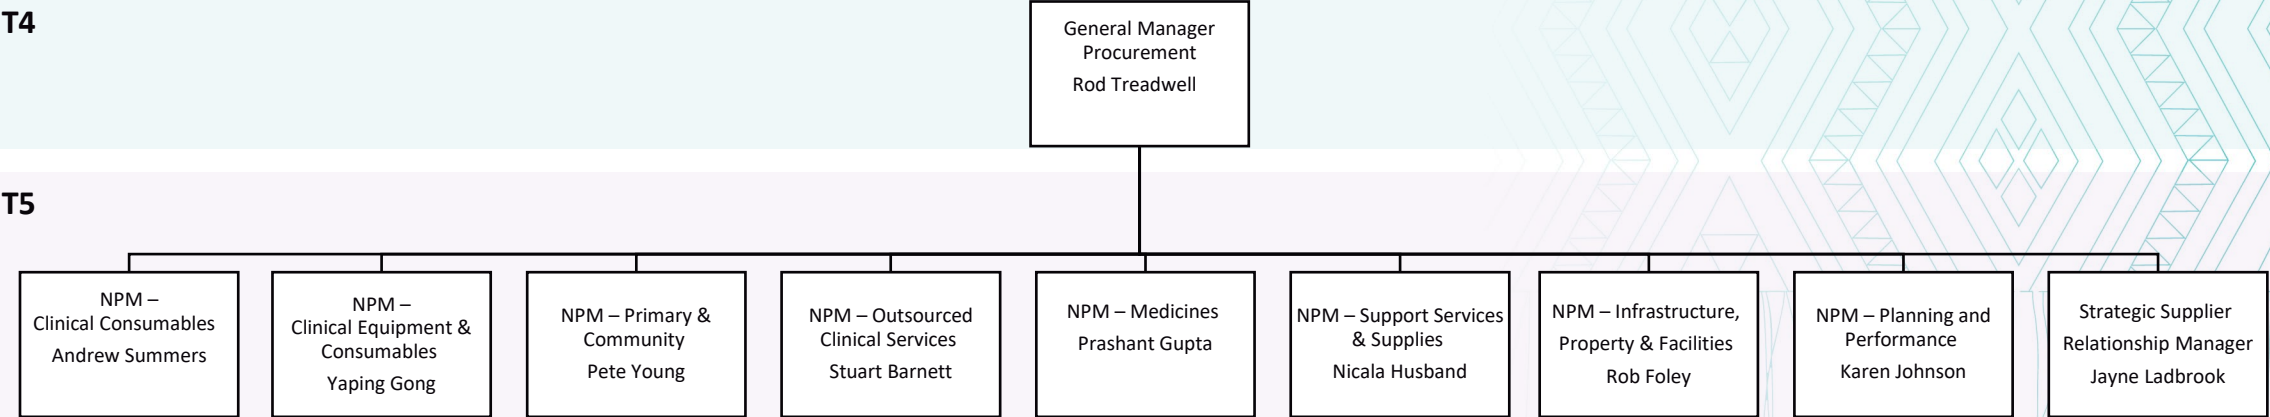 T4
General Manager
Procurement
Rod Treadwell
T5
NPM –
Clinical Consumables
Andrew Summers
NPM –
Clinical Equipment &
Consumables
Yaping Gong
NPM – Primary &
Community
Pete Young
NPM – Outsourced
Clinical Services
Stuart Barnett
NPM – Medicines
Prashant Gupta
NPM – Support Services
& Supplies
Nicala Husband
NPM – Infrastructure,
Property & Facilities
Rob Foley
NPM – Planning and
Performance
Karen Johnson
Strategic Supplier
Relationship Manager
Jayne Ladbrook